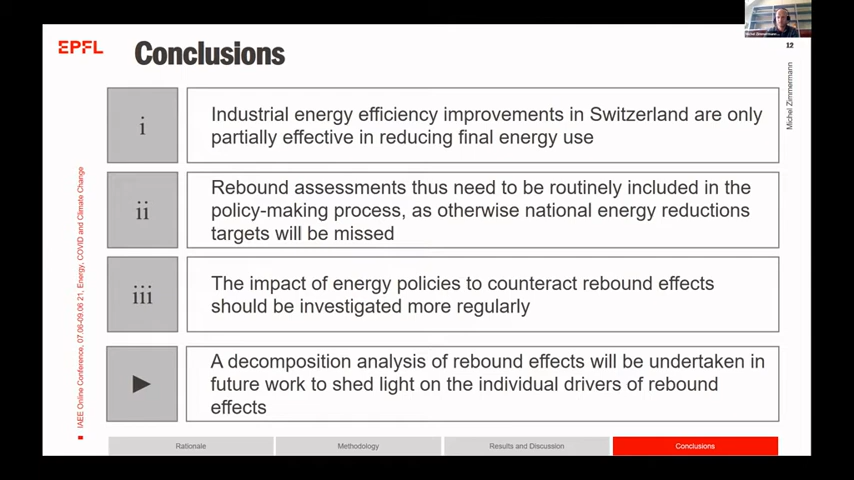 EPFL
Conclusions
12
Michel Zimmermann
i
Industrial energy efficiency improvements in Switzerland are only
partially effective in reducing final energy use
ii
Rebound assessments thus need to be routinely included in the
policy-making process, as otherwise national energy reductions
targets will be missed
iii
The impact of energy policies to counteract rebound effects
should be investigated more regularly
A decomposition analysis of rebound effects will be undertaken in
future work to shed light on the individual drivers of rebound
effects
IAEE Online Conference, 07.06-09.06 21, Energy, COVID and Climate Change
Rationale
Methodology
Results and Discussion
Conclusions